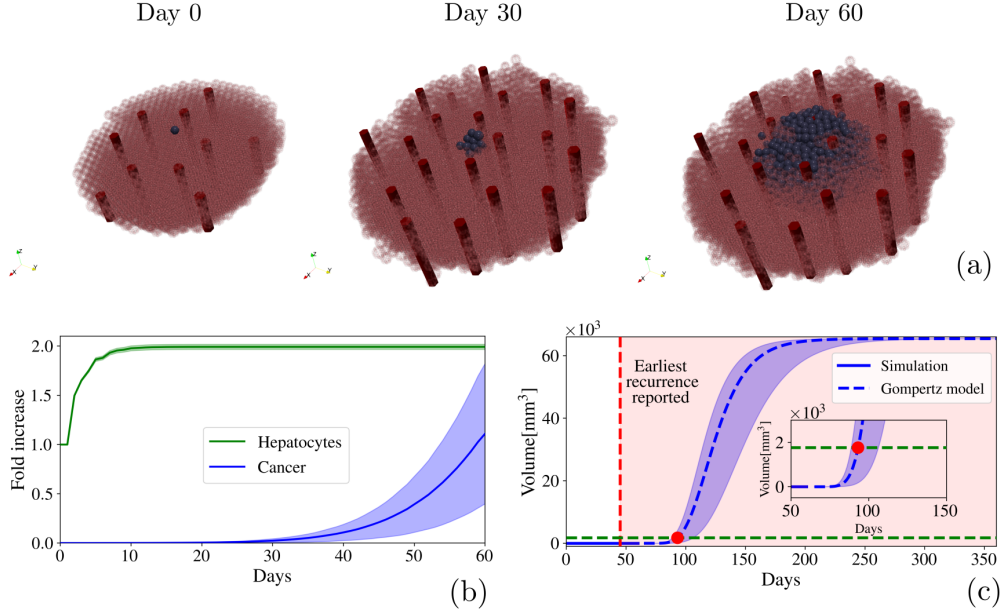 Day 0
Day 30
Day 60
Z
X
Y
Z
X
Y
Z
X
Y
(a)
2.0
1.5
1.0
0.5
0.0
Fold increase
Hepatocytes
Cancer
0
10
20
30
40
50
60
Days
(b)
×10³
60
40
20
0
Volume[mm³]
Earliest
recurrence
reported
Simulation
Gompertz model
×10³
2
0
Volume[mm³]
50
100
150
Days
0
50
100
150
200
250
300
350
Days
(c)